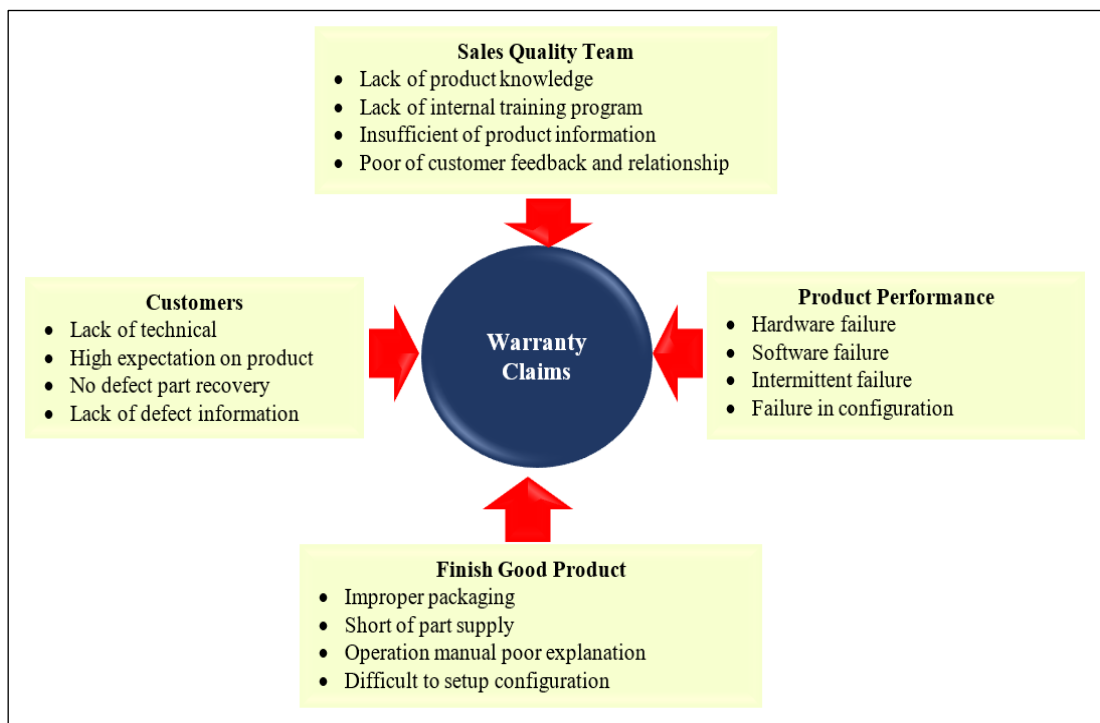 Sales Quality Team
• Lack of product knowledge
• Lack of internal training program
• Insufficient of product information
• Poor of customer feedback and relationship
Customers
• Lack of technical
• High expectation on product
• No defect part recovery
• Lack of defect information
Warranty
Claims
Product Performance
• Hardware failure
• Software failure
• Intermittent failure
• Failure in configuration
Finish Good Product
• Improper packaging
• Short of part supply
• Operation manual poor explanation
• Difficult to setup configuration